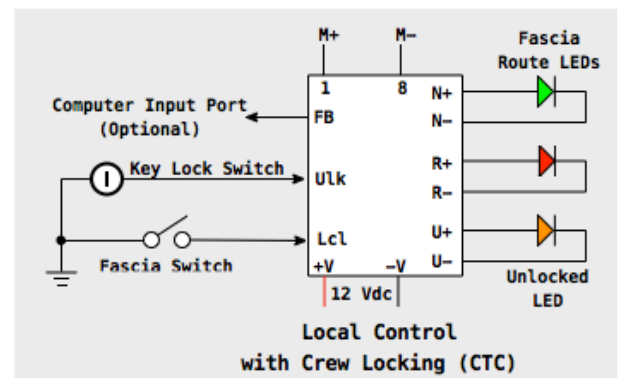 M+ M−
Fascia
Route LEDs
1 8
N+
Computer Input Port
(Optional)
FB
N−
Key Lock Switch
Ulk
R+
R−
Lcl
U+
Fascia Switch
+V −V
U−
12 Vdc
Unlocked
LED
Local Control
with Crew Locking (CTC)